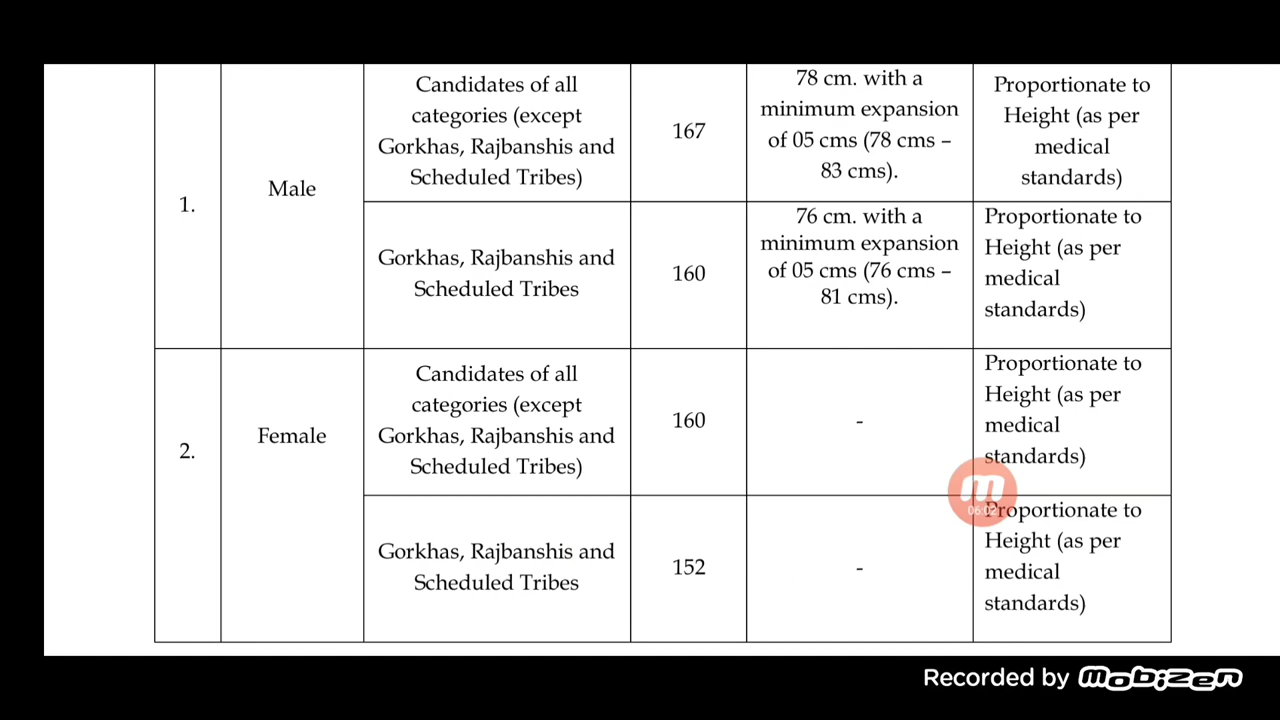 1.
Male
Candidates of all
categories (except
Gorkhas, Rajbanshis and
Scheduled Tribes)
167
78 cm. with a
minimum expansion
of 05 cms (78 cms –
83 cms).
Proportionate to
Height (as per
medical
standards)
Gorkhas, Rajbanshis and
Scheduled Tribes
160
76 cm. with a
minimum expansion
of 05 cms (76 cms –
81 cms).
Proportionate to
Height (as per
medical
standards)
2.
Female
Candidates of all
categories (except
Gorkhas, Rajbanshis and
Scheduled Tribes)
160
-
Proportionate to
Height (as per
medical
standards)
Gorkhas, Rajbanshis and
Scheduled Tribes
152
-
Proportionate to
Height (as per
medical
standards)
m
06:02
Recorded by mobizen